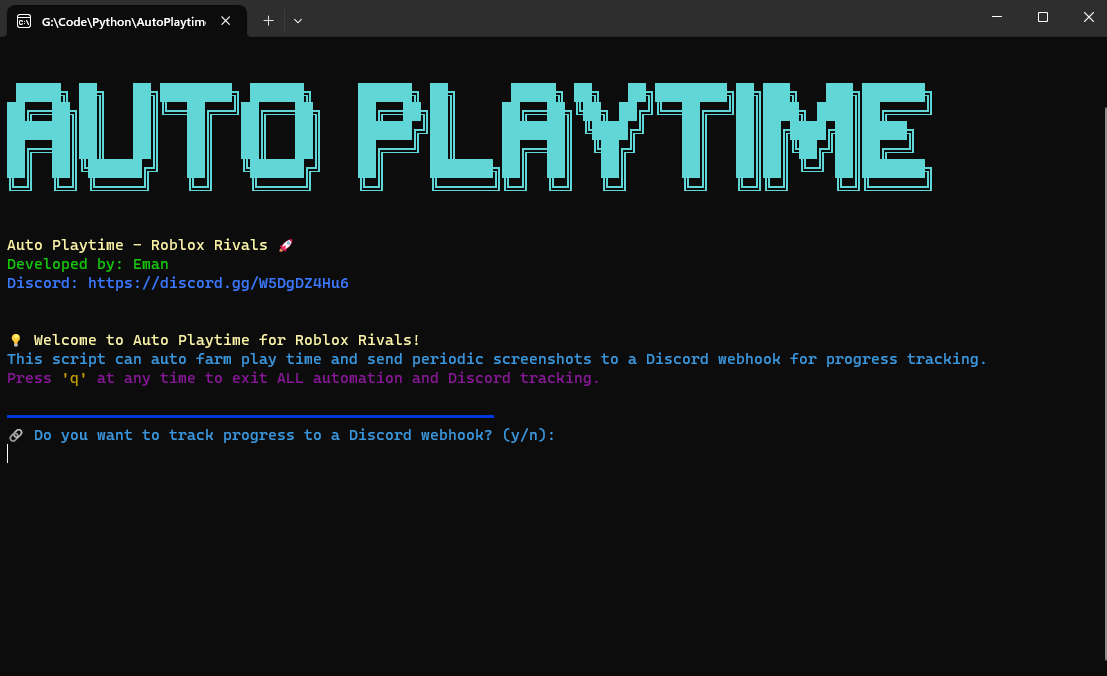 G:\Code\Python\AutoPlaytim
AUTO PLAYTIME
Auto Playtime - Roblox Rivals 🚀
Developed by: Eman
Discord: https://discord.gg/W5DgDZ4Hu6
💡 Welcome to Auto Playtime for Roblox Rivals!
This script can auto farm play time and send periodic screenshots to a Discord webhook for progress tracking.
Press 'q' at any time to exit ALL automation and Discord tracking.
🔗 Do you want to track progress to a Discord webhook? (y/n):